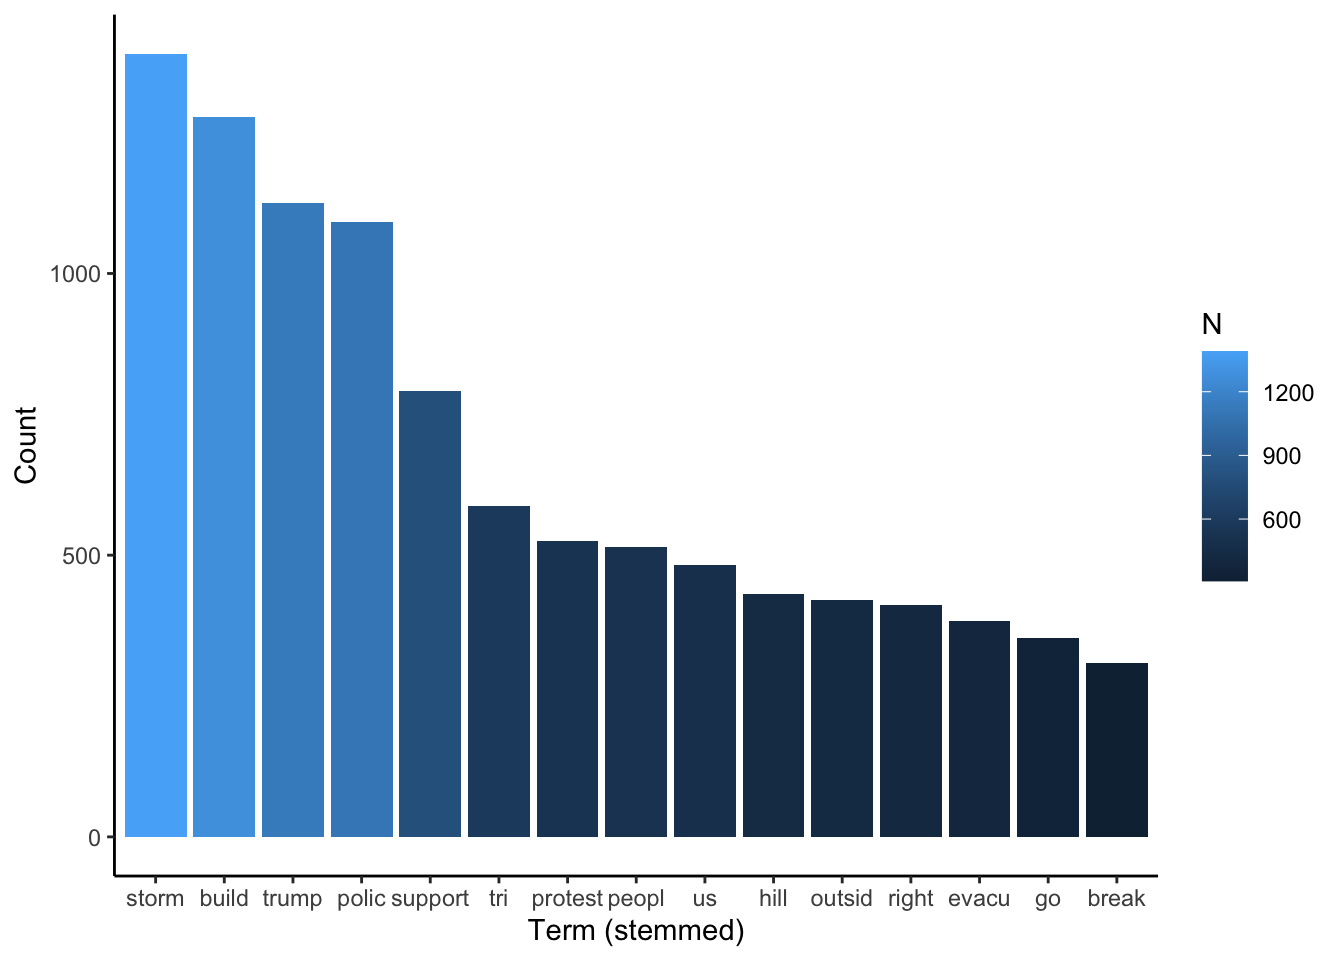 1000
500
0
Count
storm build trump polic support tri protest peopl us hill outsid right evacu go break
Term (stemmed)
N
1200
900
600